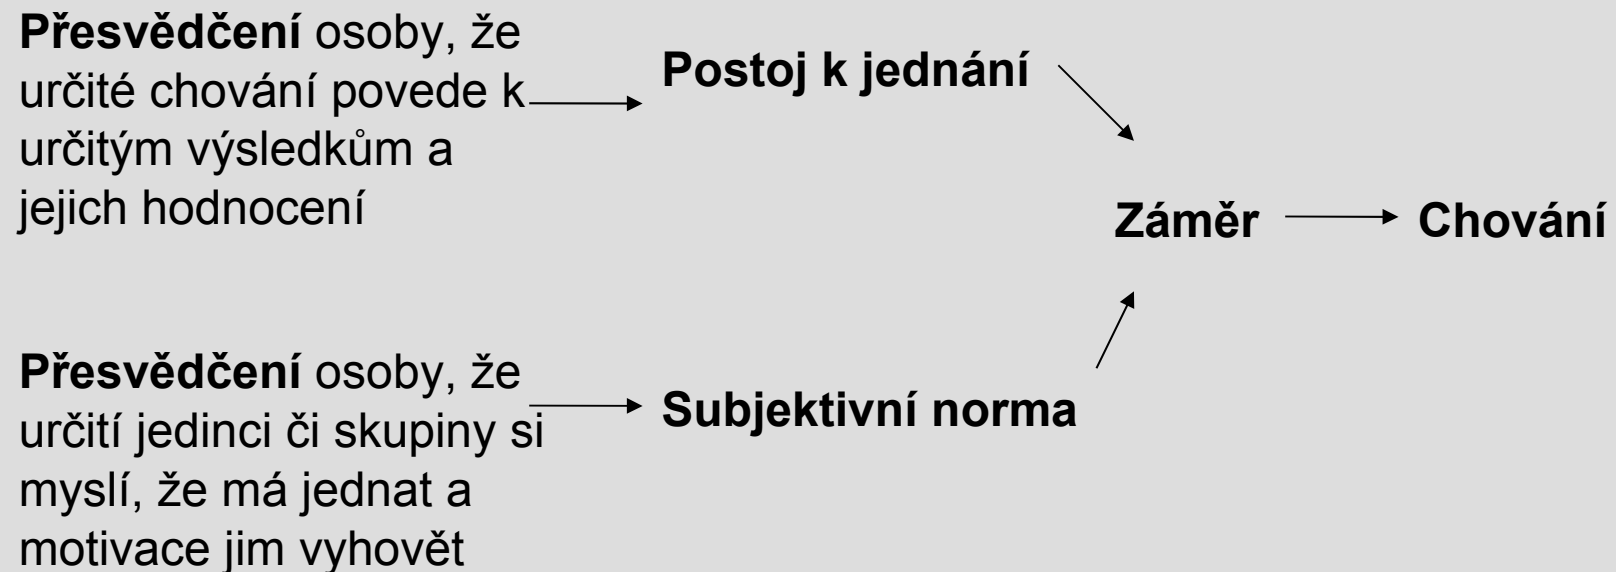 Přesvědčení osoby, že
určité chování povede k
určitým výsledkům a
jejich hodnocení
Postoj k jednání
Záměr
Chování
Přesvědčení osoby, že
určití jedinci či skupiny si
myslí, že má jednat a
motivace jim vyhovět
Subjektivní norma